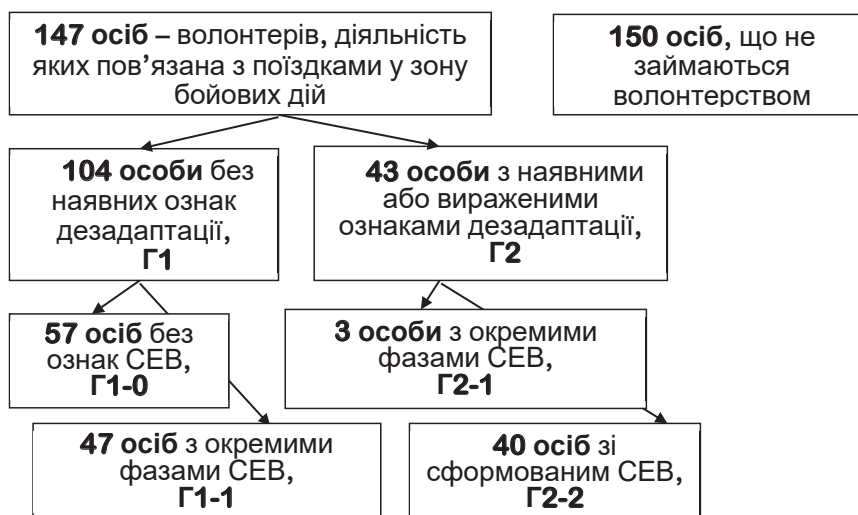 147 осіб – волонтерів, діяльність
яких пов’язана з поїздками у зону
бойових дій
150 осіб, що не
займаються
волонтерством
104 особи без
наявних ознак
дезадаптації,
Г1
43 особи з наявними
або вираженими
ознаками дезадаптації,
Г2
57 осіб без
ознак СЕВ,
Г1-0
3 особи з окремими
фазами СЕВ,
Г2-1
47 осіб з окремими
фазами СЕВ,
Г1-1
40 осіб зі
сформованим СЕВ,
Г2-2